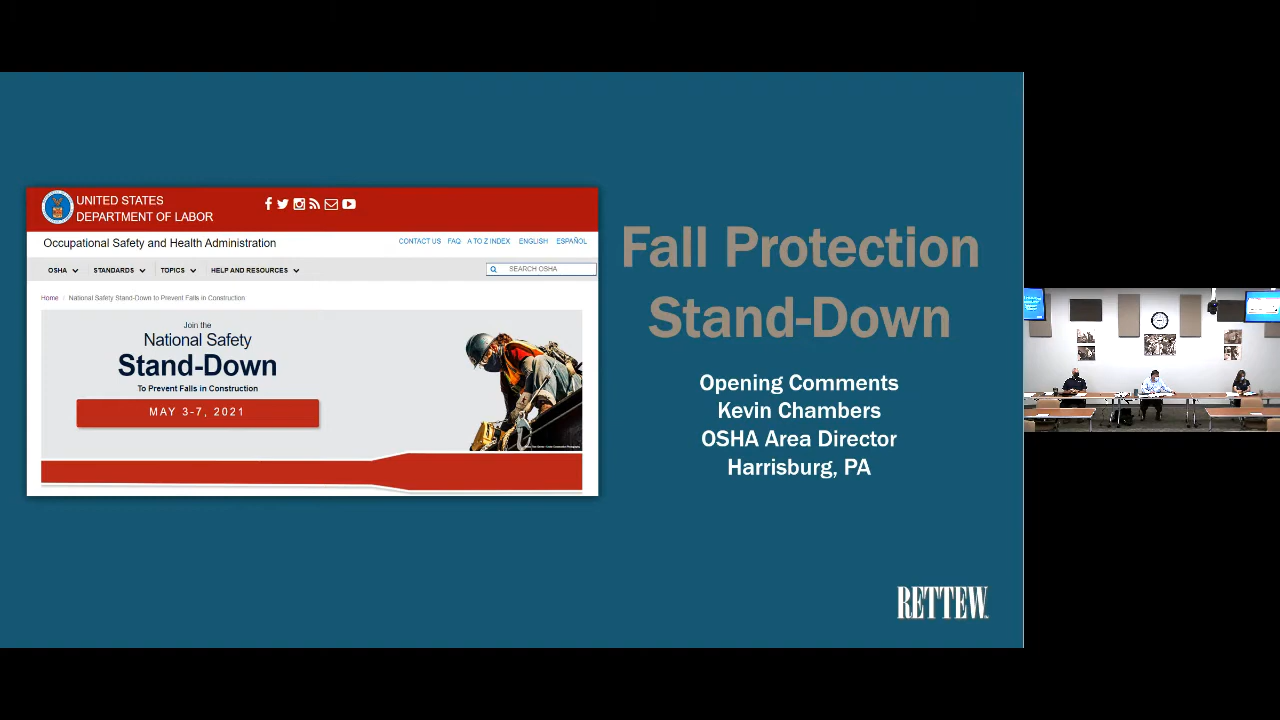 UNITED STATES
DEPARTMENT OF LABOR
Occupational Safety and Health Administration
CONTACT US FAQ A TO Z INDEX ENGLISH ESPAÑOL
OSHA STANDARDS TOPICS HELP AND RESOURCES
SEARCH OSHA
Home / National Safety Stand-Down to Prevent Falls in Construction
Join the
National Safety
Stand-Down
To Prevent Falls in Construction
MAY 3-7, 2021
Fall Protection
Stand-Down
Opening Comments
Kevin Chambers
OSHA Area Director
Harrisburg, PA
RETTEW